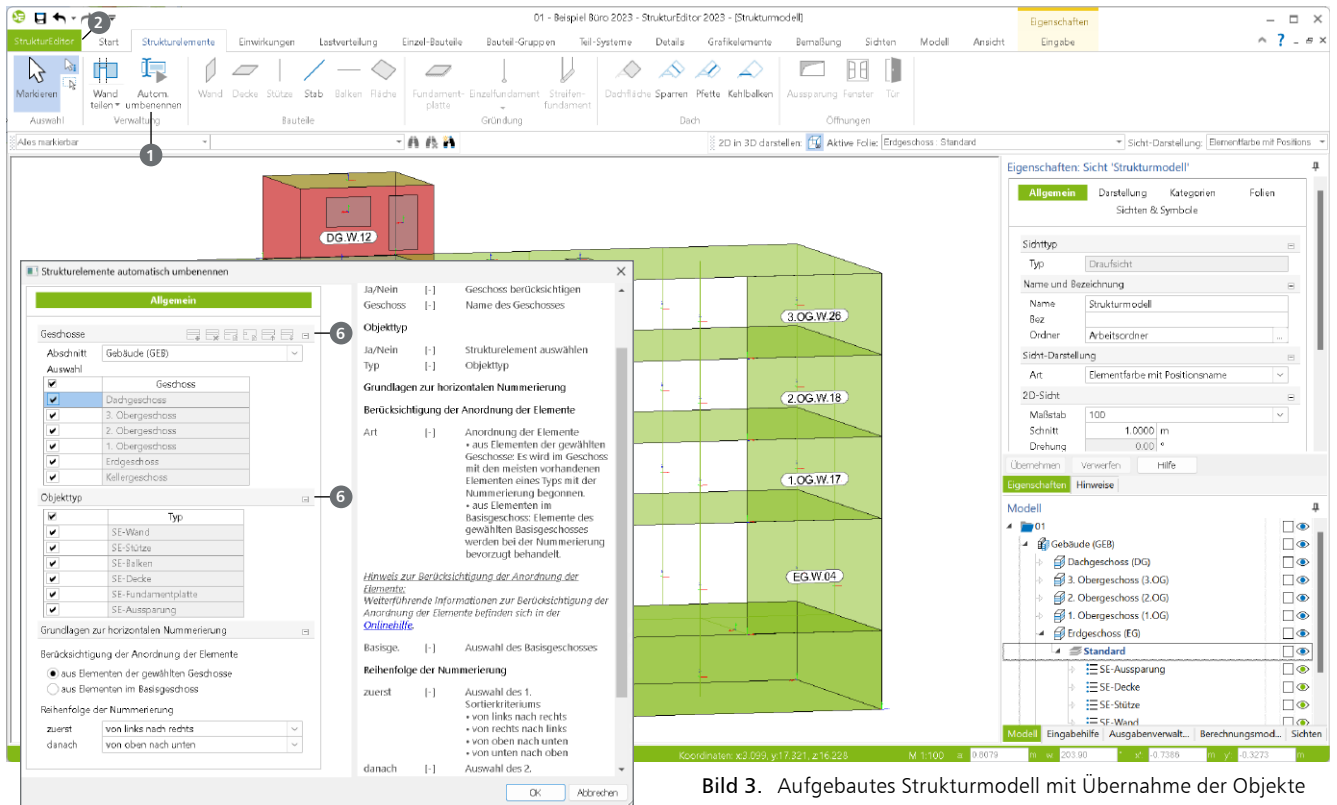 01 - Beispiel Büro 2023 - StrukturEditor 2023 - [Strukturmodell]
Eigenschaften
2
StrukturEditor Start Strukturelemente Einwirkungen Lastverteilung Einzel-Bauteile Bauteil-Gruppen Teil-Systeme Details Grafikelemente Bemaßung Sichten Modell Ansicht Eingabe
Markieren Wand teilen Autom. umbenennen Wand Decke Stütze Stab Balken Fläche Fundament-platte Einzelfundament Streifen-fundament Dachfläche Sparren Pfette Kehlbalken Aussparung Fenster Tür
Auswahl Verwaltung Bauteile Gründung Dach Öffnungen
1
Alles markierbar 2D in 3D darstellen: Aktive Folie: Erdgeschoss : Standard Sicht-Darstellung: Elementfarbe mit Positions
DG.W.12
3.OG.W.26
2.OG.W.18
1.OG.W.17
EG.W.04
Strukturelemente automatisch umbenennen
Allgemein
Geschosse
6
Abschnitt Gebäude (GEB)
Auswahl
Geschoss
Dachgeschoss
3. Obergeschoss
2. Obergeschoss
1. Obergeschoss
Erdgeschoss
Kellergeschoss
Objekttyp
6
Typ
SE-Wand
SE-Stütze
SE-Balken
SE-Decke
SE-Fundamentplatte
SE-Aussparung
Grundlagen zur horizontalen Nummerierung
Berücksichtigung der Anordnung der Elemente
aus Elementen der gewählten Geschosse
aus Elementen im Basisgeschoss
Reihenfolge der Nummerierung
zuerst von links nach rechts
danach von oben nach unten
Ja/Nein [-] Geschoss berücksichtigen
Geschoss [-] Name des Geschosses
Objekttyp
Ja/Nein [-] Strukturelement auswählen
Typ [-] Objekttyp
Grundlagen zur horizontalen Nummerierung
Berücksichtigung der Anordnung der Elemente
Art [-] Anordnung der Elemente
• aus Elementen der gewählten
Geschosse: Es wird im Geschoss
mit den meisten vorhandenen
Elementen eines Typs mit der
Nummerierung begonnen.
• aus Elementen im
Basisgeschoss: Elemente des
gewählten Basisgeschosses
werden bei der Nummerierung
bevorzugt behandelt.
Hinweis zur Berücksichtigung der Anordnung der
Elemente:
Weiterführende Informationen zur Berücksichtigung der
Anordnung der Elemente befinden sich in der
Onlinehilfe.
Basisge. [-] Auswahl des Basisgeschosses
Reihenfolge der Nummerierung
zuerst [-] Auswahl des 1.
Sortierkriteriums
• von links nach rechts
• von rechts nach links
• von oben nach unten
• von unten nach oben
danach [-] Auswahl des 2.
OK Abbrechen
Eigenschaften: Sicht 'Strukturmodell'
Allgemein Darstellung Kategorien Folien
Sichten & Symbole
Sichttyp
Typ Draufsicht
Name und Bezeichnung
Name Strukturmodell
Bez
Ordner Arbeitsordner ...
Sicht-Darstellung
Art Elementfarbe mit Positionsname
2D-Sicht
Maßstab 100
Schnitt 1.0000 m
Drehung 0.00 °
Übernehmen Verwerfen Hilfe
Eigenschaften Hinweise
Modell
01
Gebäude (GEB)
Dachgeschoss (DG)
3. Obergeschoss (3.OG)
2. Obergeschoss (2.OG)
1. Obergeschoss (1.OG)
Erdgeschoss (EG)
Standard
SE-Aussparung
SE-Decke
SE-Stütze
SE-Wand
Modell Eingabehilfe Ausgabenverwalt... Berechnungsmod... Sichten
Koordinaten: x:3.099, y:17.321, z:16.228 M 1:100 a: 0.8079 m w: 203.90 ° x': -0.7386 m y': -0.3273 m
Bild 3. Aufgebautes Strukturmodell mit Übernahme der Objekte